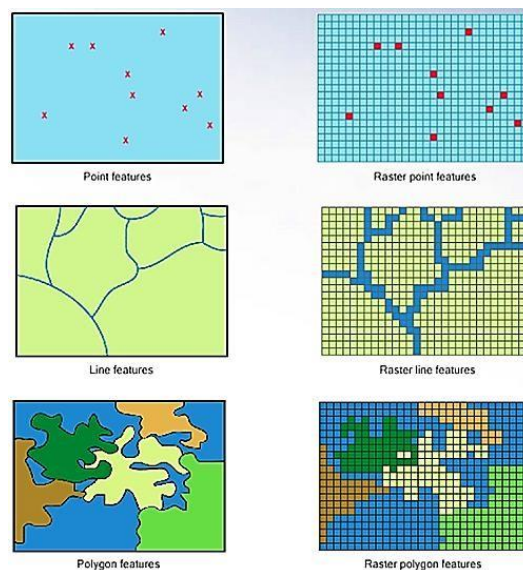 Point features
Raster point features
Line features
Raster line features
Polygon features
Raster polygon features